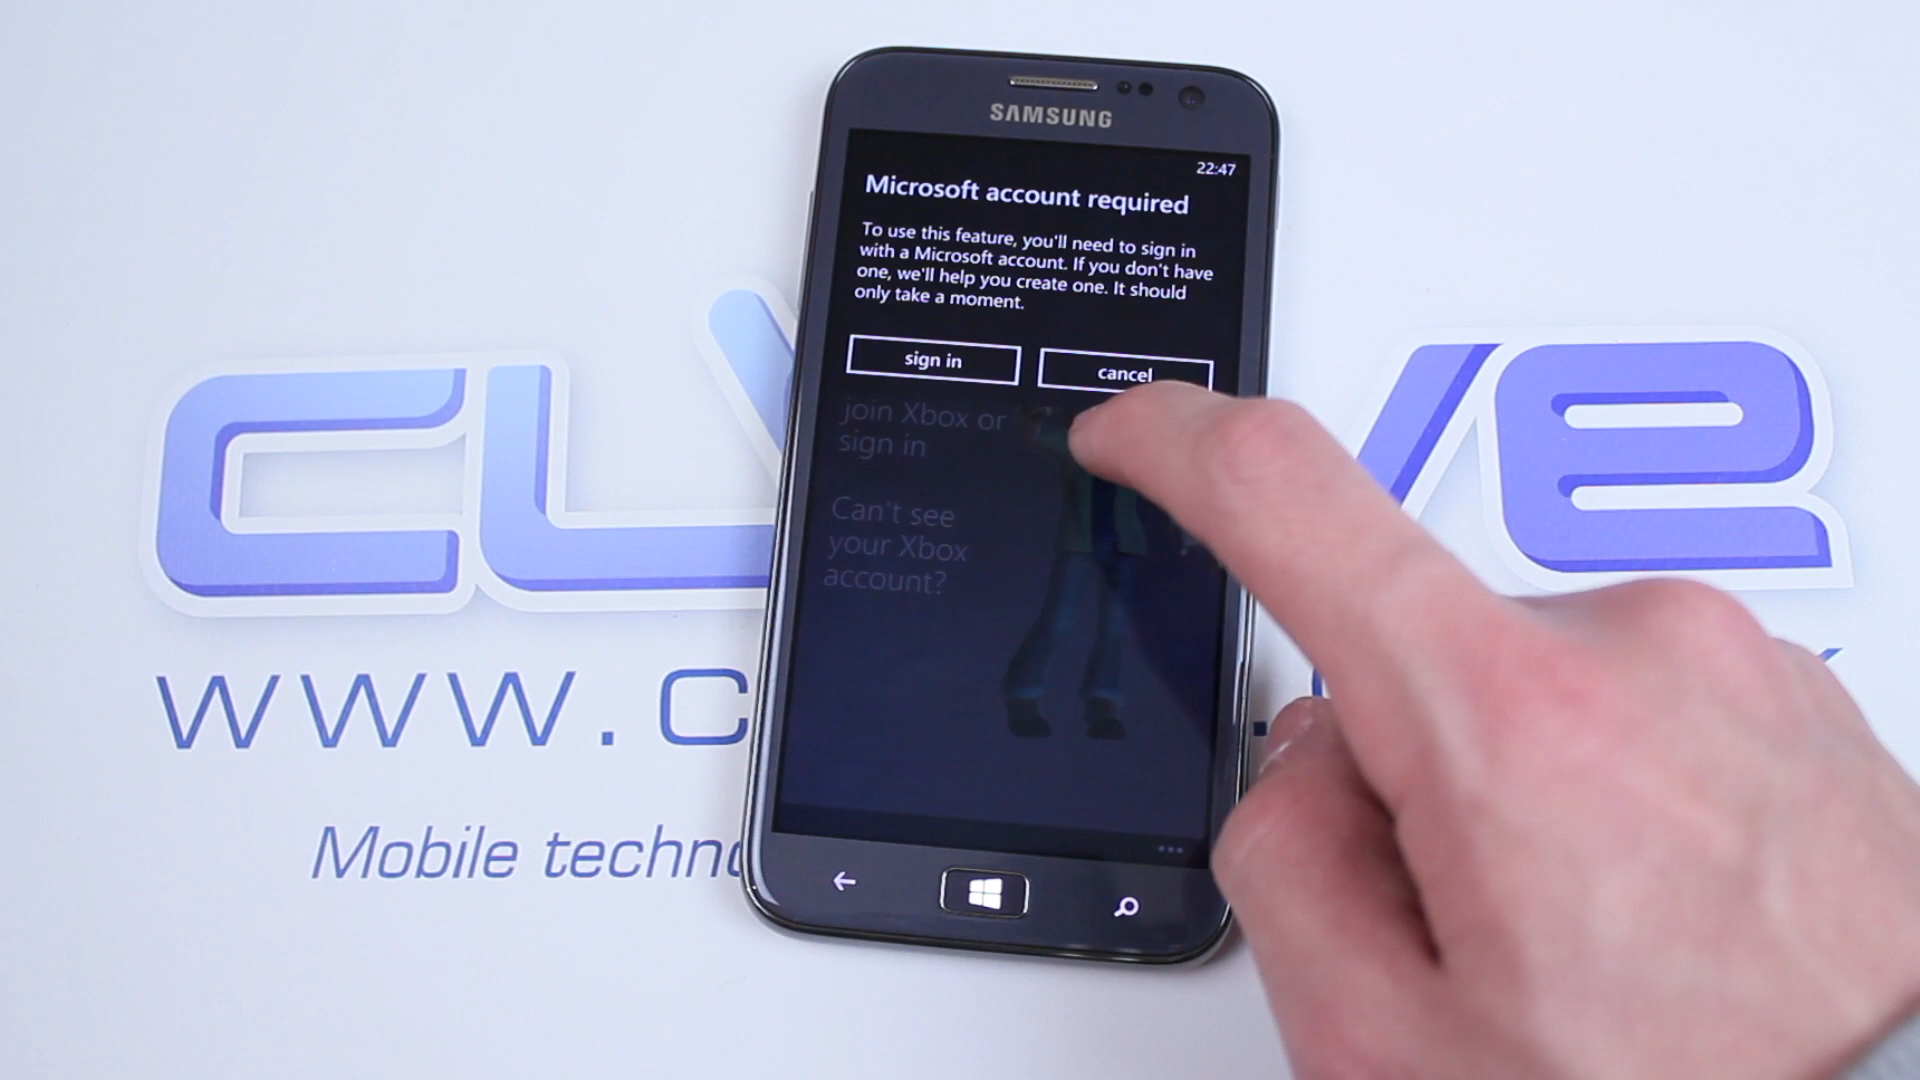 SAMSUNG
22:47
Microsoft account required
To use this feature, you'll need to sign in
with a Microsoft account. If you don't have
one, we'll help you create one. It should
only take a moment.
sign in
cancel
join Xbox or
sign in
Can't see
your Xbox
account?
www.c
Mobile techno